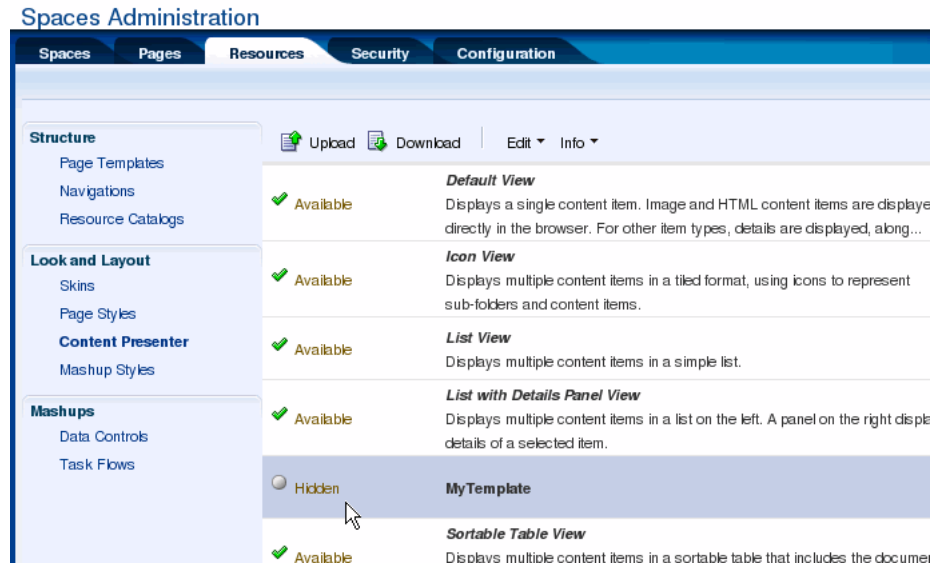 Spaces Administration
Spaces Pages Resources Security Configuration
Structure
Page Templates
Navigations
Resource Catalogs
Look and Layout
Skins
Page Styles
Content Presenter
Mashup Styles
Mashups
Data Controls
Task Flows
Upload Download Edit Info
Default View
Available
Displays a single content item. Image and HTML content items are displaye
directly in the browser. For other item types, details are displayed, along...
Icon View
Available
Displays multiple content items in a tiled format, using icons to represent
sub-folders and content items.
List View
Available
Displays multiple content items in a simple list.
List with Details Panel View
Available
Displays multiple content items in a list on the left. A panel on the right displa
details of a selected item.
Hidden MyTemplate
Sortable Table View
Available
Displays multiple content items in a sortable table that includes the documen